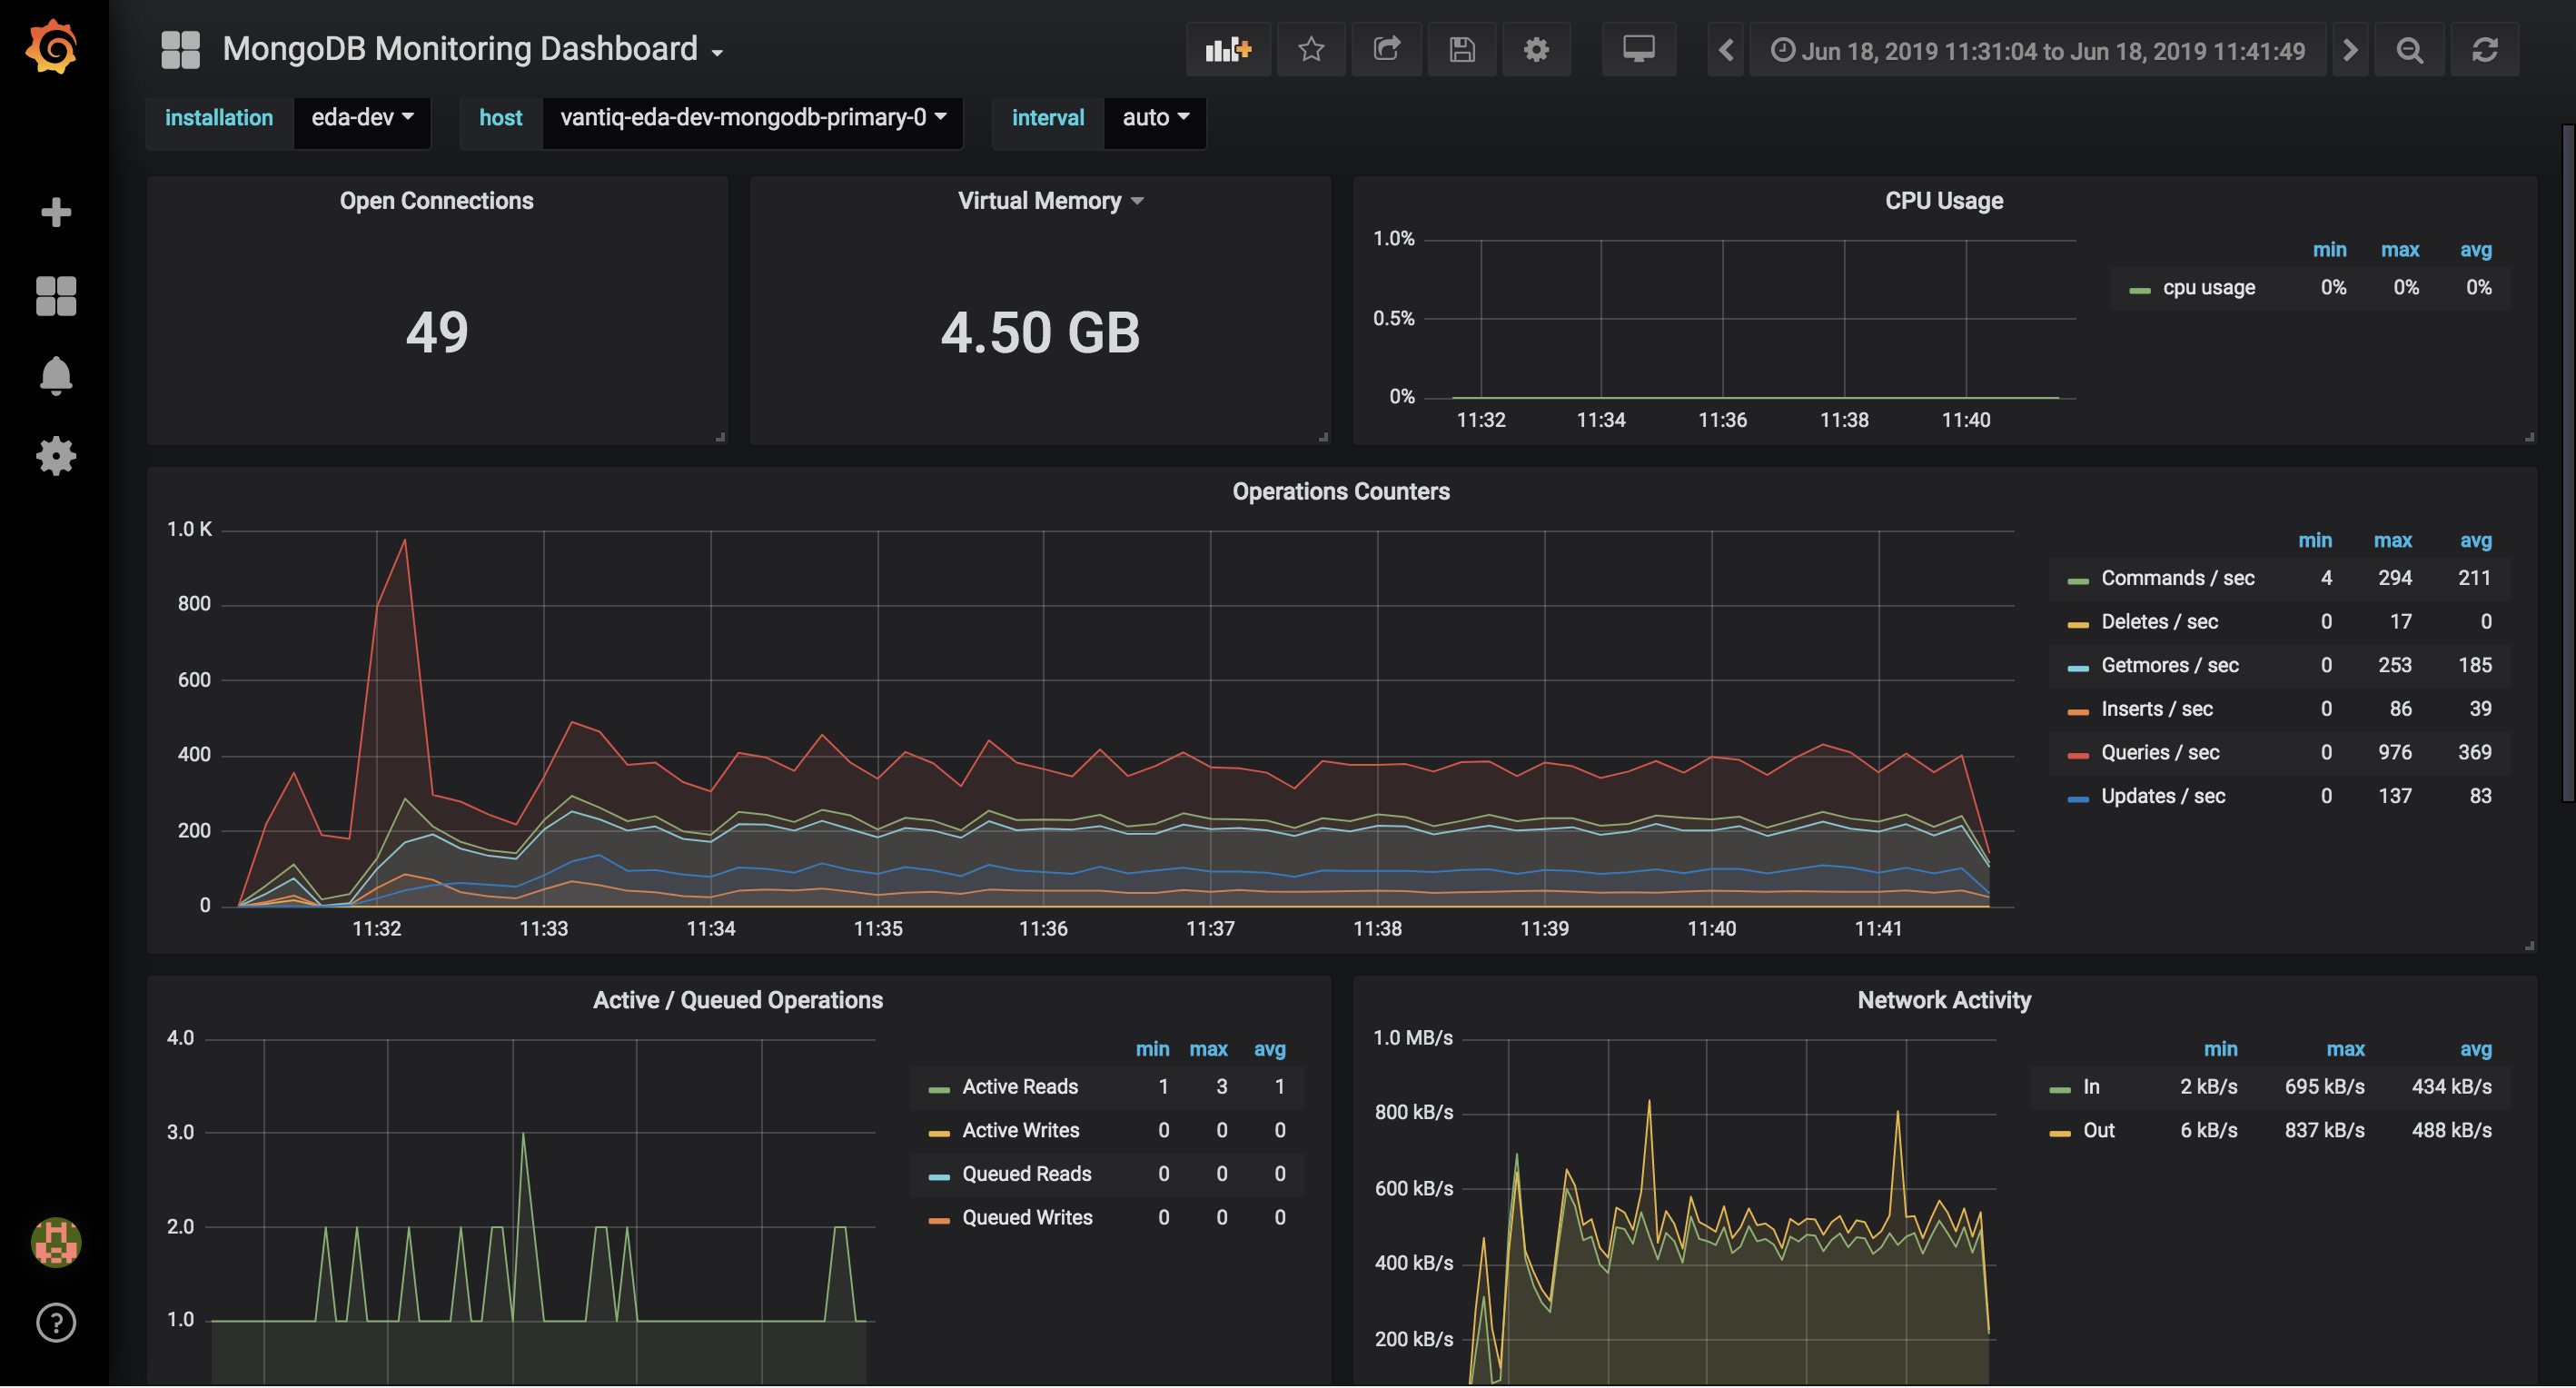 MongoDB Monitoring Dashboard
Jun 18, 2019 11:31:04 to Jun 18, 2019 11:41:49
installation eda-dev host vantiq-eda-dev-mongodb-primary-0 interval auto
Open Connections
49
Virtual Memory
4.50 GB
CPU Usage
1.0%
0.5%
0%
11:32 11:34 11:36 11:38 11:40
min max avg
cpu usage 0% 0% 0%
Operations Counters
1.0 K
800
600
400
200
0
11:32 11:33 11:34 11:35 11:36 11:37 11:38 11:39 11:40 11:41
min max avg
Commands / sec 4 294 211
Deletes / sec 0 17 0
Getmores / sec 0 253 185
Inserts / sec 0 86 39
Queries / sec 0 976 369
Updates / sec 0 137 83
Active / Queued Operations
4.0
3.0
2.0
1.0
min max avg
Active Reads 1 3 1
Active Writes 0 0 0
Queued Reads 0 0 0
Queued Writes 0 0 0
Network Activity
1.0 MB/s
800 kB/s
600 kB/s
400 kB/s
200 kB/s
min max avg
In 2 kB/s 695 kB/s 434 kB/s
Out 6 kB/s 837 kB/s 488 kB/s